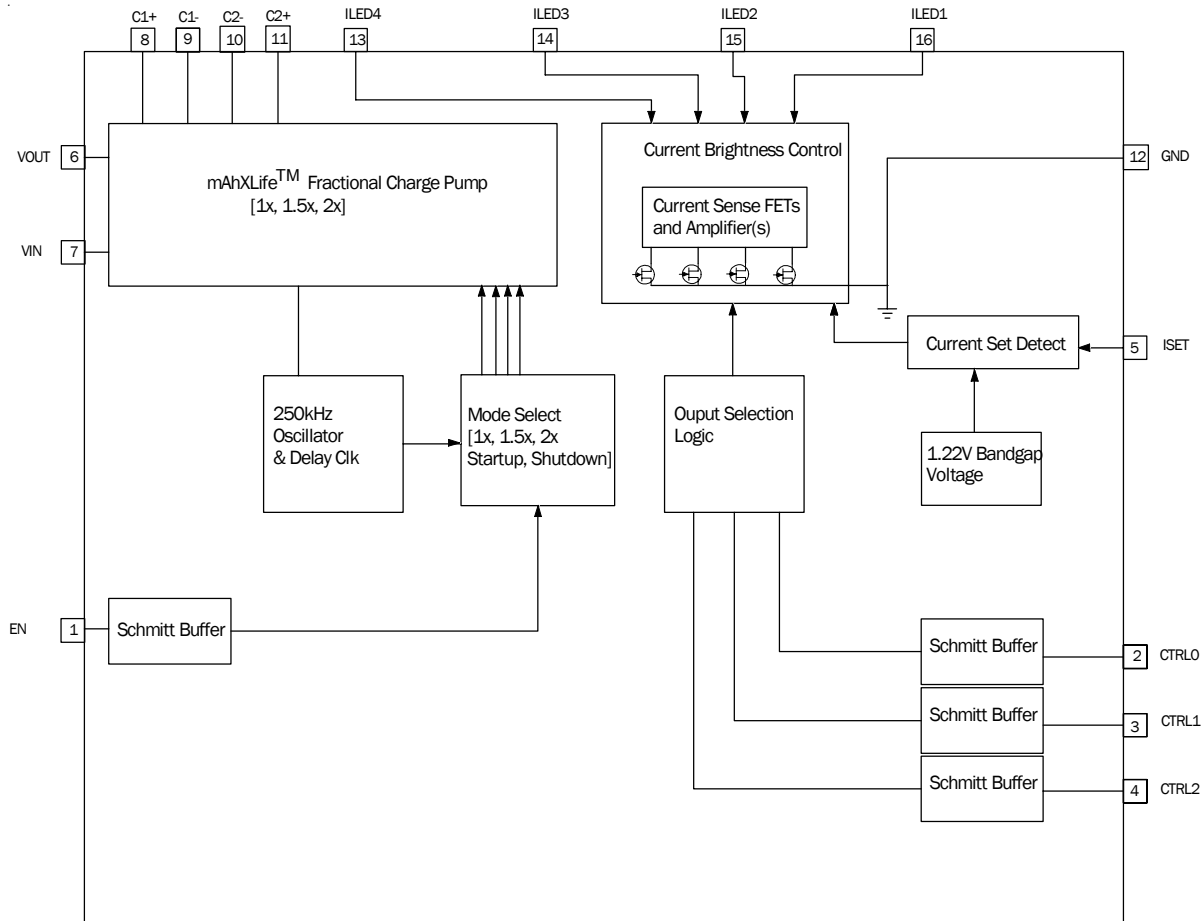 C1+ C1- C2- C2+ ILED4 ILED3 ILED2 ILED1
8 9 10 11 13 14 15 16
VOUT 6
mAhXLife™ Fractional Charge Pump
[1x, 1.5x, 2x]
VIN 7
Current Brightness Control
Current Sense FETs
and Amplifier(s)
12 GND
Current Set Detect
5 ISET
250kHz
Oscillator
& Delay Clk
Mode Select
[1x, 1.5x, 2x
Startup, Shutdown]
Ouput Selection
Logic
1.22V Bandgap
Voltage
EN 1
Schmitt Buffer
Schmitt Buffer
2 CTRL0
Schmitt Buffer
3 CTRL1
Schmitt Buffer
4 CTRL2